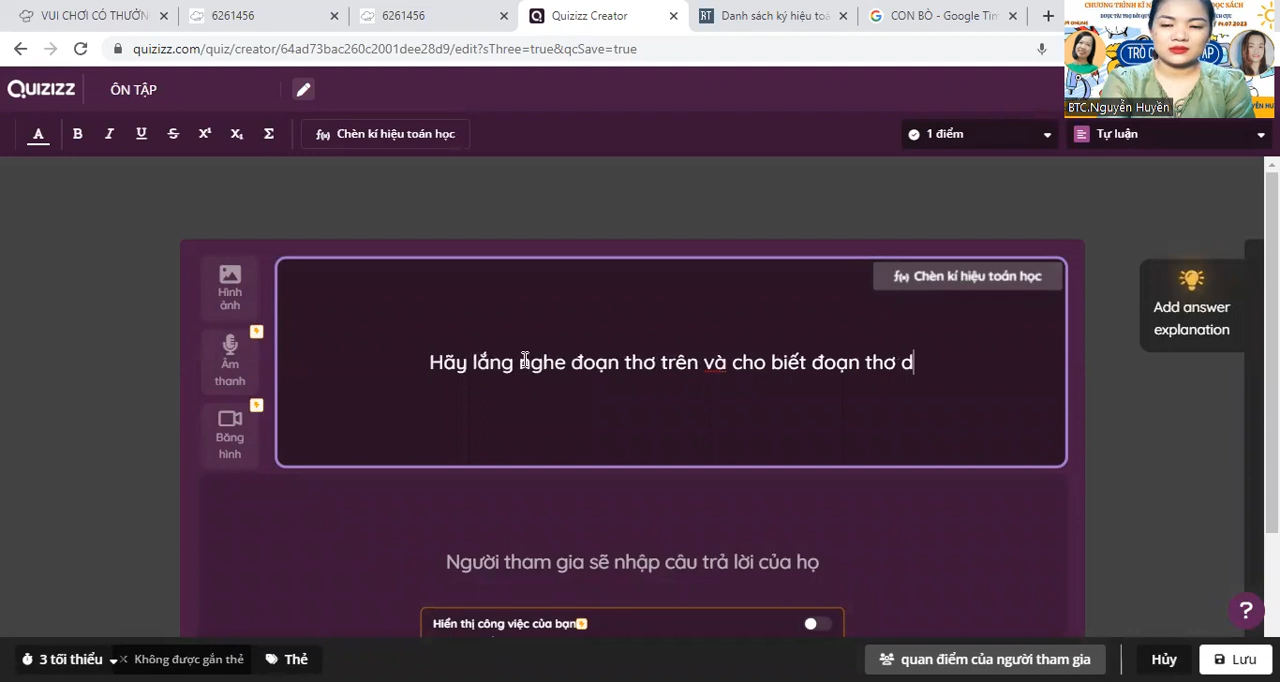 VUI CHƠI CÓ THƯỞN
6261456
6261456
Quizizz Creator
Danh sách ký hiệu toá
CON BÒ - Google Tìm
quizizz.com/quiz/creator/64ad73bac260c2001dee28d9/edit?sThree=true&qcSave=true
QUIZIZZ
ÔN TẬP
CHƯƠNG TRÌNH KĨ N
BTC.Nguyễn Huyền
Chèn kí hiệu toán học
1 điểm
Tự luận
Hình ảnh
Âm thanh
Băng hình
Chèn kí hiệu toán học
Hãy lắng nghe đoạn thơ trên và cho biết đoạn thơ d
Add answer
explanation
Người tham gia sẽ nhập câu trả lời của họ
Hiển thị công việc của bạn
3 tối thiểu
Không được gắn thẻ
Thẻ
quan điểm của người tham gia
Hủy
Lưu